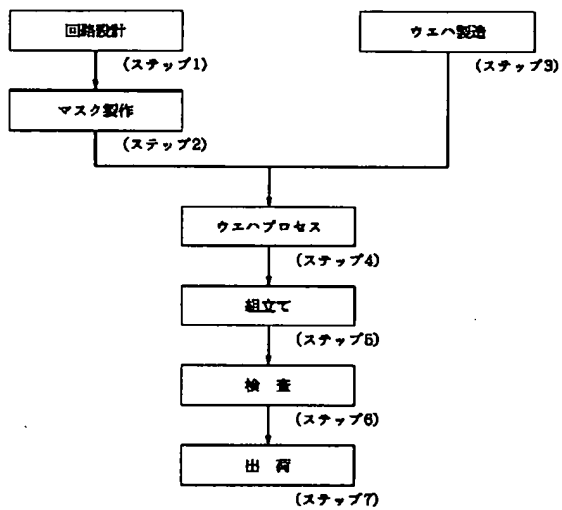 回路設計
(ステップ1)
マスク製作
(ステップ2)
ウエハ製造
(ステップ3)
ウエハプロセス
(ステップ4)
組立て
(ステップ5)
検 査
(ステップ6)
出 荷
(ステップ7)